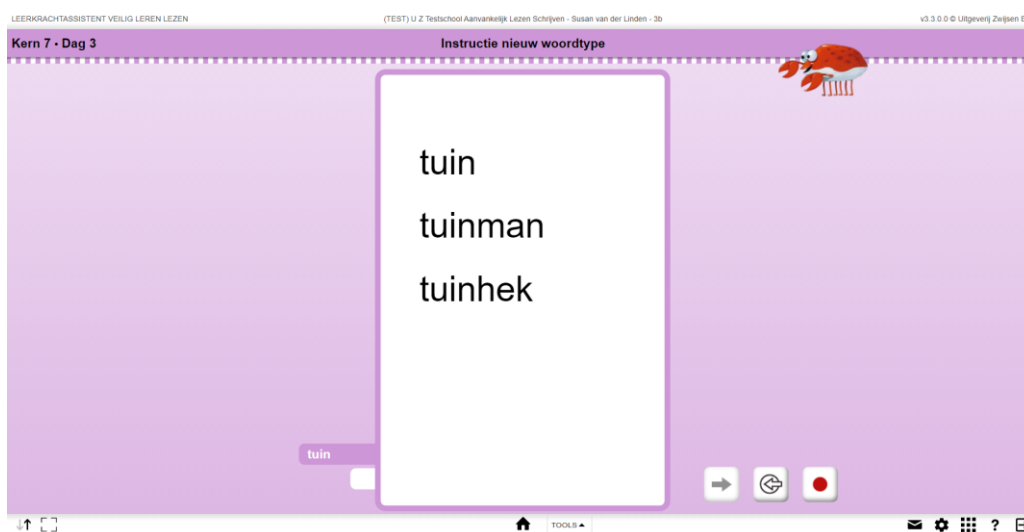 LEERKRACHTASSISTENT VEILIG LEREN LEZEN
(TEST) U Z Testschool Aanvankelijk Lezen Schrijven - Susan van der Linden - 3b
v3.3.0.0 © Uitgeverij Zwijsen
Kern 7 • Dag 3
Instructie nieuw woordtype
tuin
tuinman
tuinhek
tuin
TOOLS